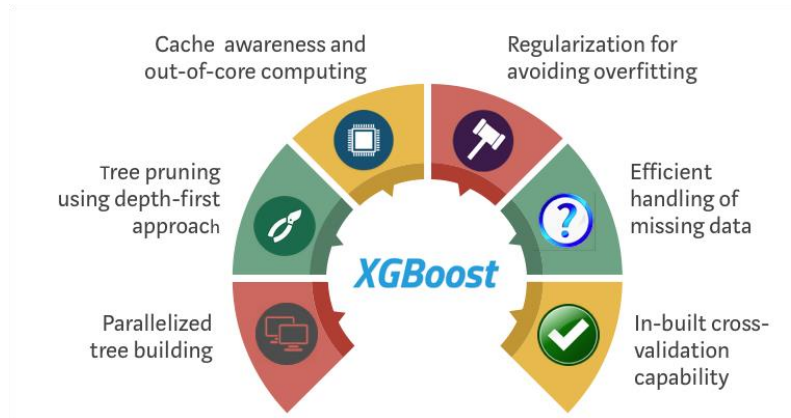 Cache awareness and
out-of-core computing
Regularization for
avoiding overfitting
Tree pruning
using depth-first
approach
Efficient
handling of
missing data
XGBoost
Parallelized
tree building
In-built cross-
validation
capability